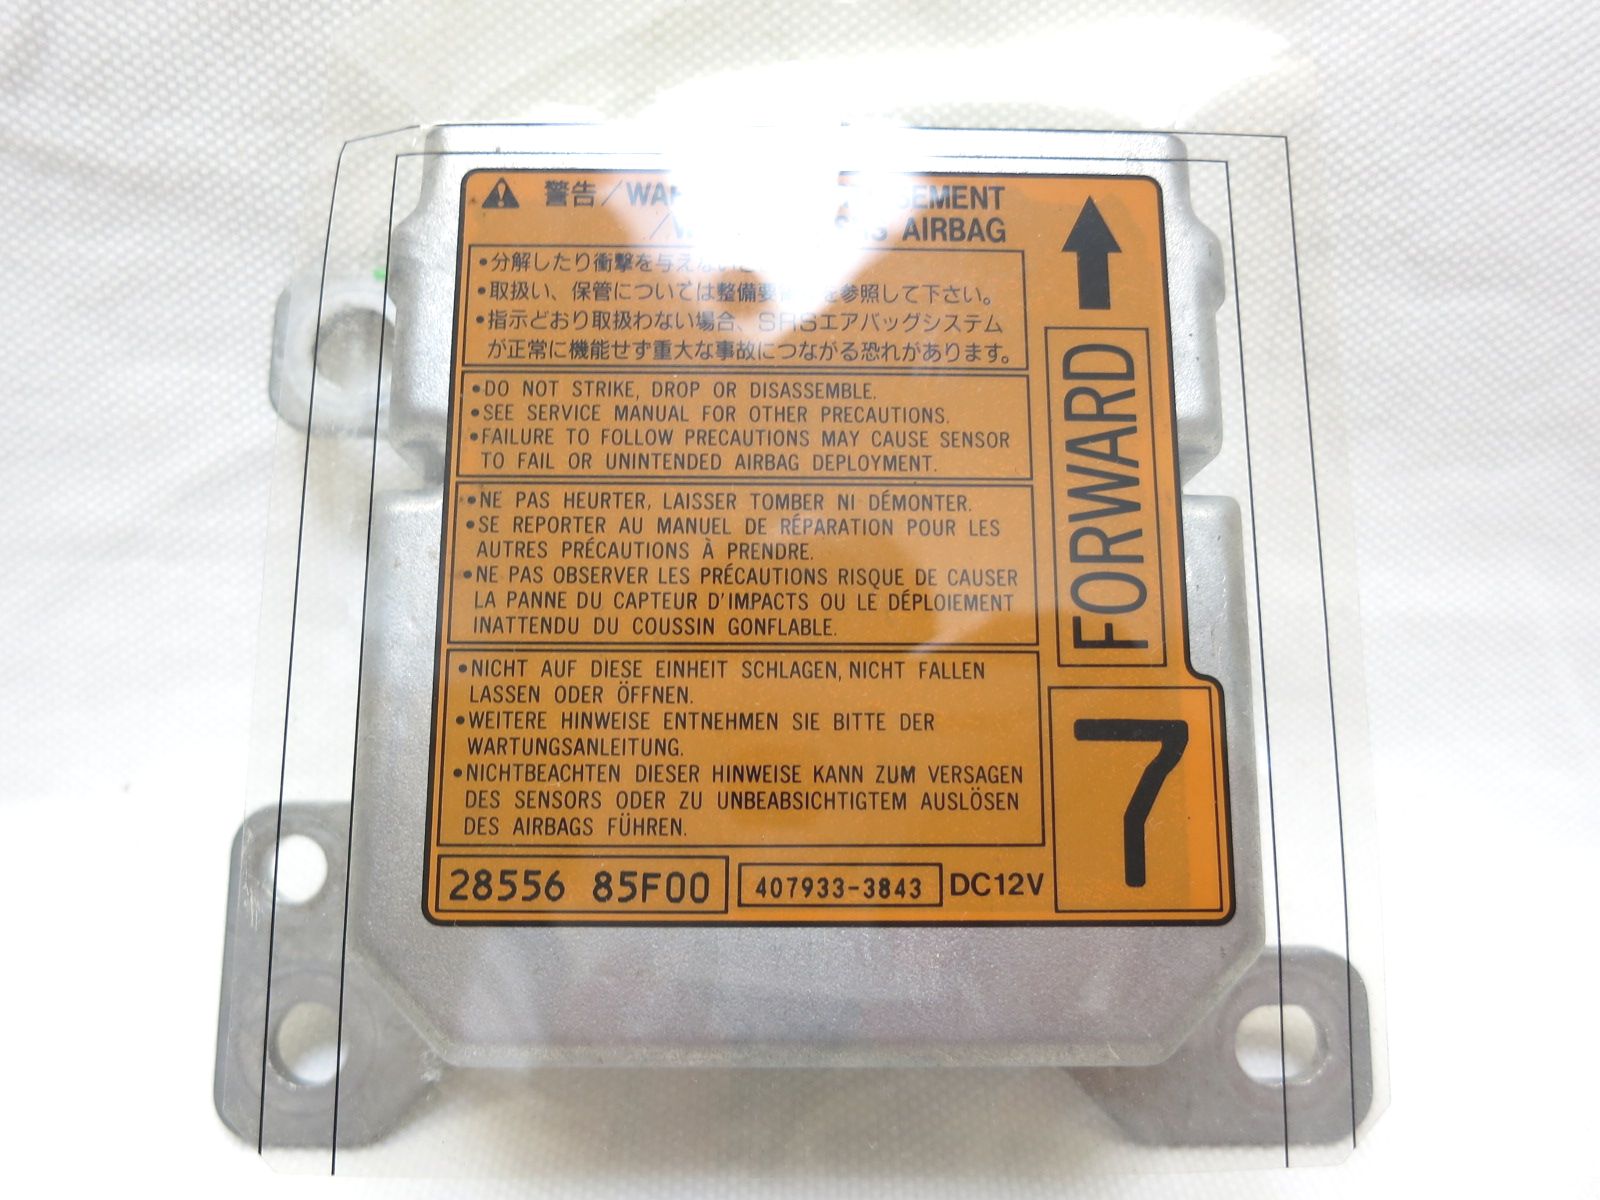 警告
SEMENT
AIRBAG
・分解したり衝撃を与えない
・取扱い、保管については整備要 を参照して下さい。
・指示どおり取扱わない場合、SRSエアバッグシステム
が正常に機能せず重大な事故につながる恐れがあります。
•DO NOT STRIKE, DROP OR DISASSEMBLE.
•SEE SERVICE MANUAL FOR OTHER PRECAUTIONS.
•FAILURE TO FOLLOW PRECAUTIONS MAY CAUSE SENSOR
TO FAIL OR UNINTENDED AIRBAG DEPLOYMENT.
•NE PAS HEURTER, LAISSER TOMBER NI DÉMONTER.
•SE REPORTER AU MANUEL DE RÉPARATION POUR LES
AUTRES PRÉCAUTIONS À PRENDRE.
•NE PAS OBSERVER LES PRÉCAUTIONS RISQUE DE CAUSER
LA PANNE DU CAPTEUR D'IMPACTS OU LE DÉPLOIEMENT
INATTENDU DU COUSSIN GONFLABLE.
•NICHT AUF DIESE EINHEIT SCHLAGEN, NICHT FALLEN
LASSEN ODER ÖFFNEN.
•WEITERE HINWEISE ENTNEHMEN SIE BITTE DER
WARTUNGSANLEITUNG.
•NICHTBEACHTEN DIESER HINWEISE KANN ZUM VERSAGEN
DES SENSORS ODER ZU UNBEABSICHTIGTEM AUSLÖSEN
DES AIRBAGS FÜHREN.
28556 85F00 407933-3843 DC12V
FORWARD
7